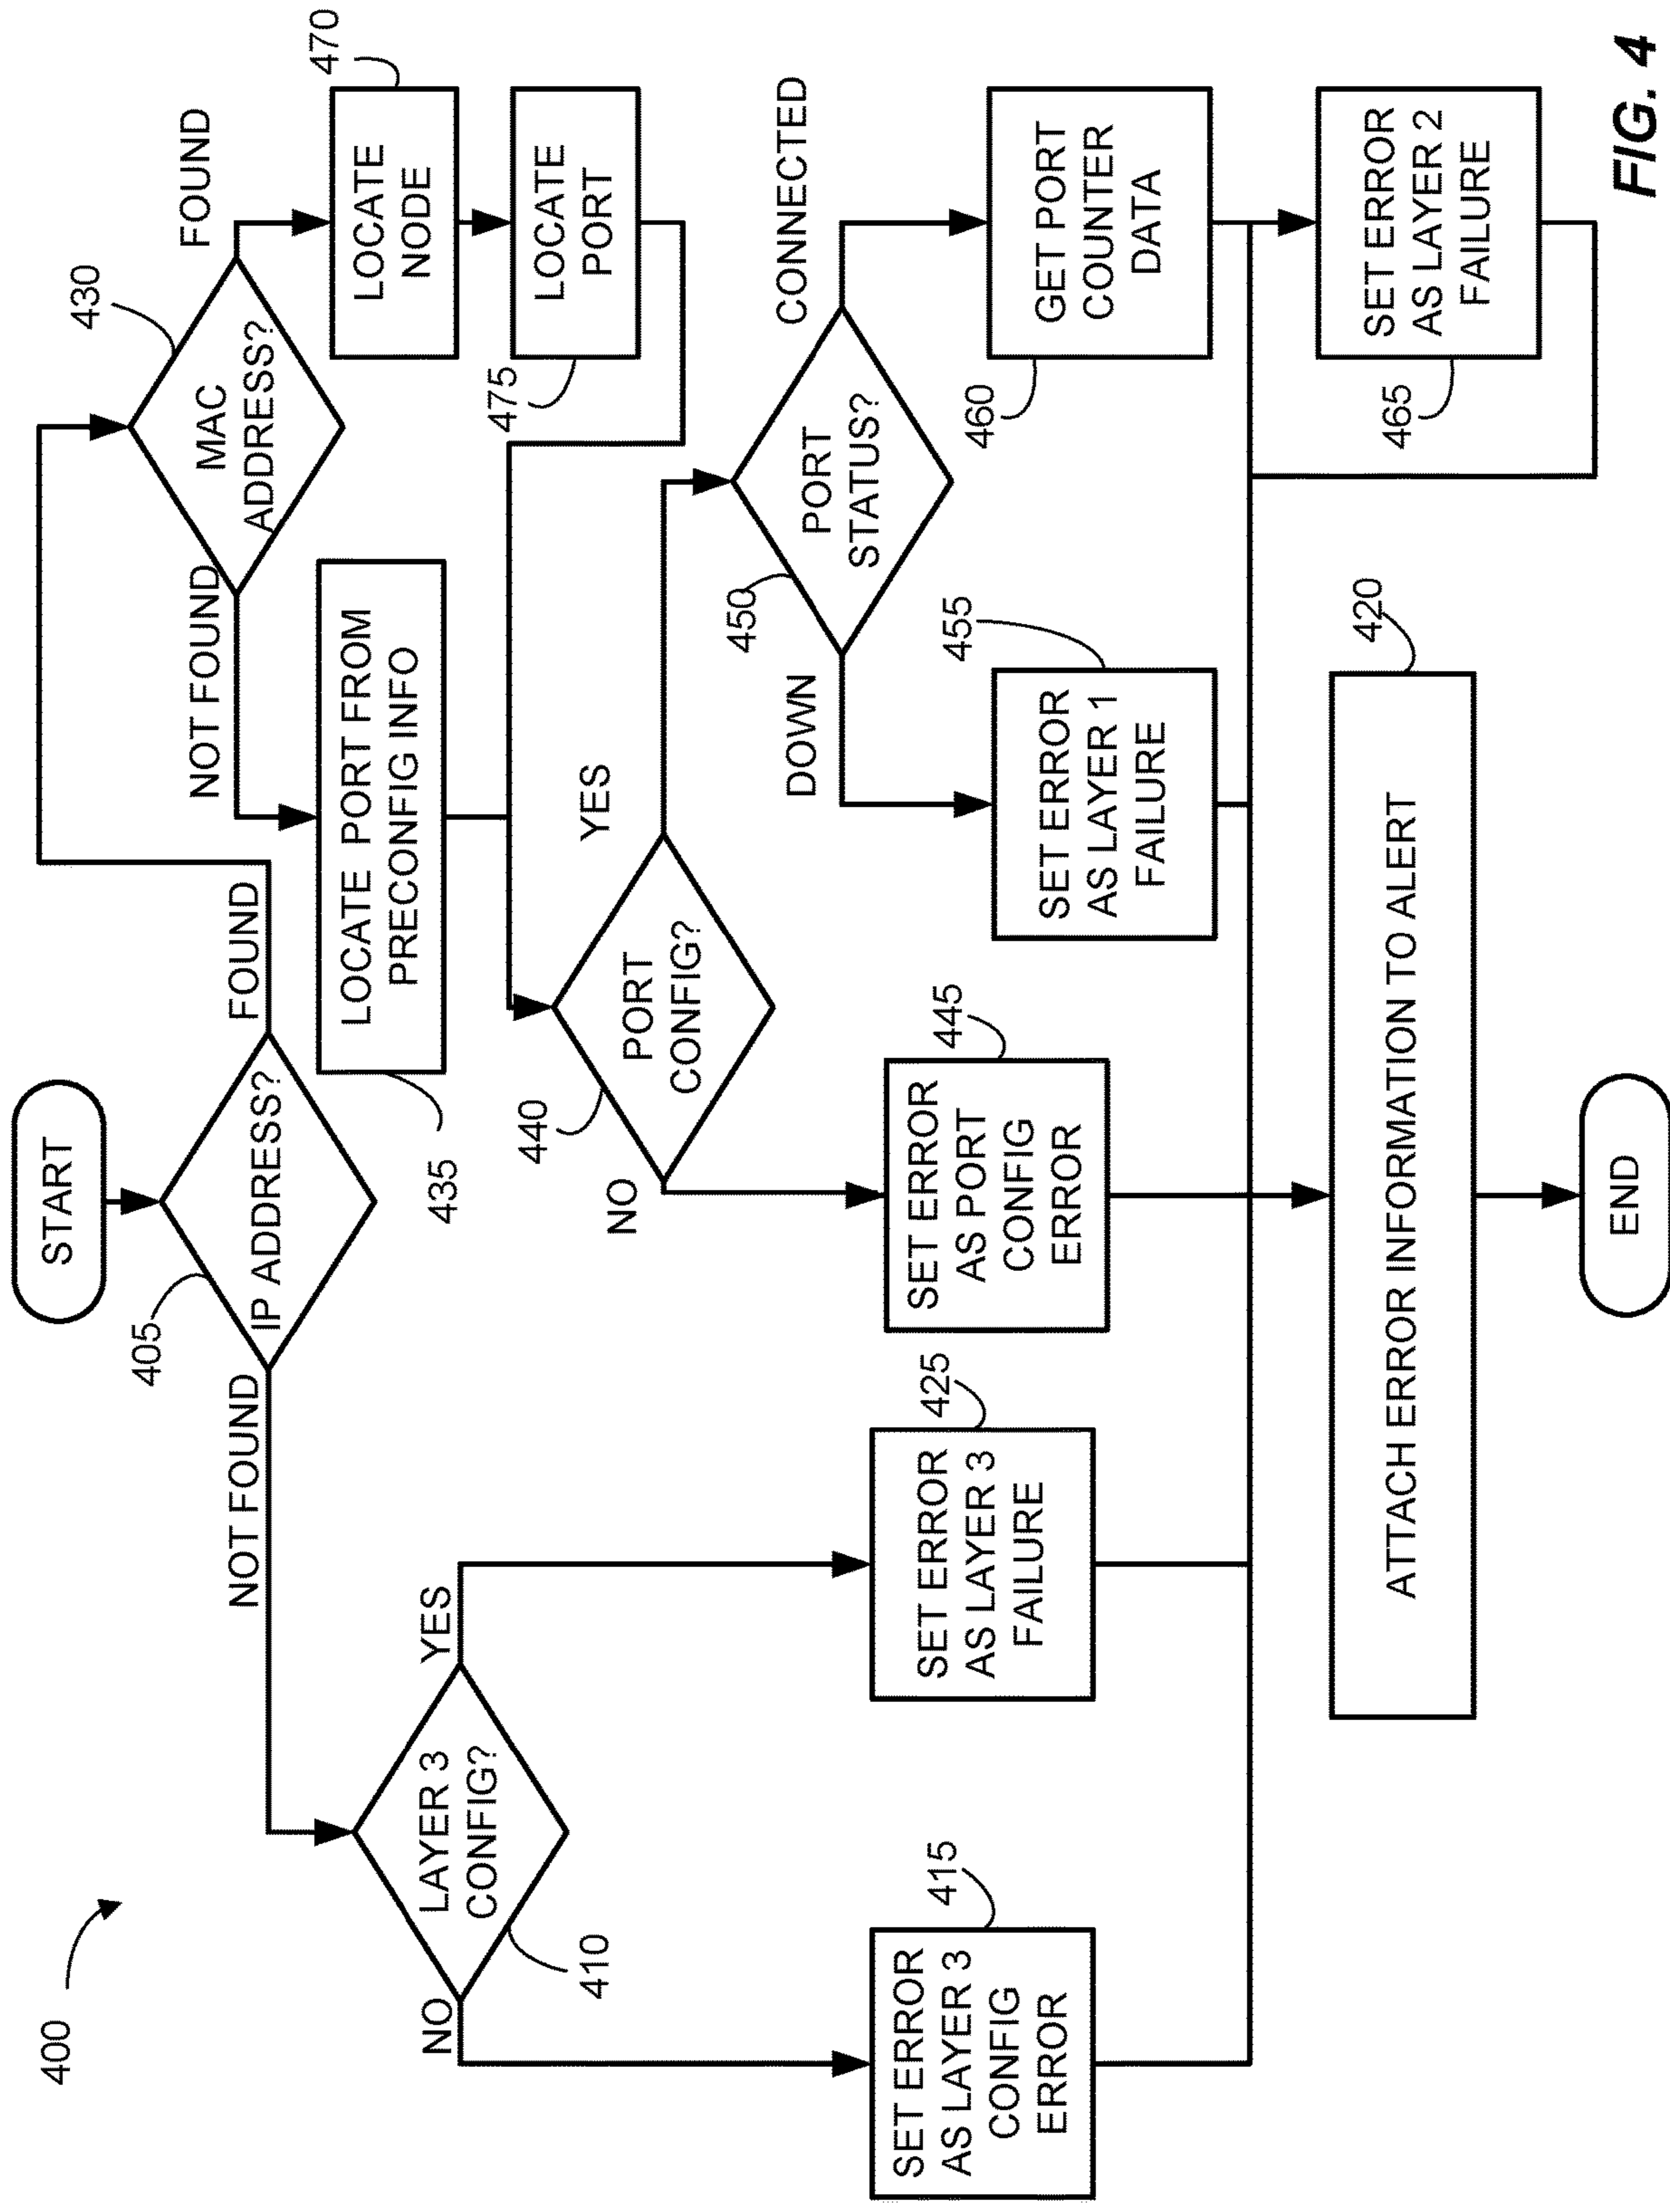 400
START
405
IP ADDRESS?
NOT FOUND
FOUND
430
MAC
ADDRESS?
NOT FOUND
FOUND
470
LOCATE
NODE
475
LOCATE
PORT
435
LOCATE PORT FROM
PRECONFIG INFO
410
LAYER 3
CONFIG?
NO
YES
440
PORT
CONFIG?
NO
YES
450
PORT
STATUS?
DOWN
CONNECTED
415
SET ERROR
AS LAYER 3
CONFIG
ERROR
425
SET ERROR
AS LAYER 3
FAILURE
445
SET ERROR
AS PORT
CONFIG
ERROR
455
SET ERROR
AS LAYER 1
FAILURE
460
GET PORT
COUNTER
DATA
465
SET ERROR
AS LAYER 2
FAILURE
420
ATTACH ERROR INFORMATION TO ALERT
END
FIG. 4